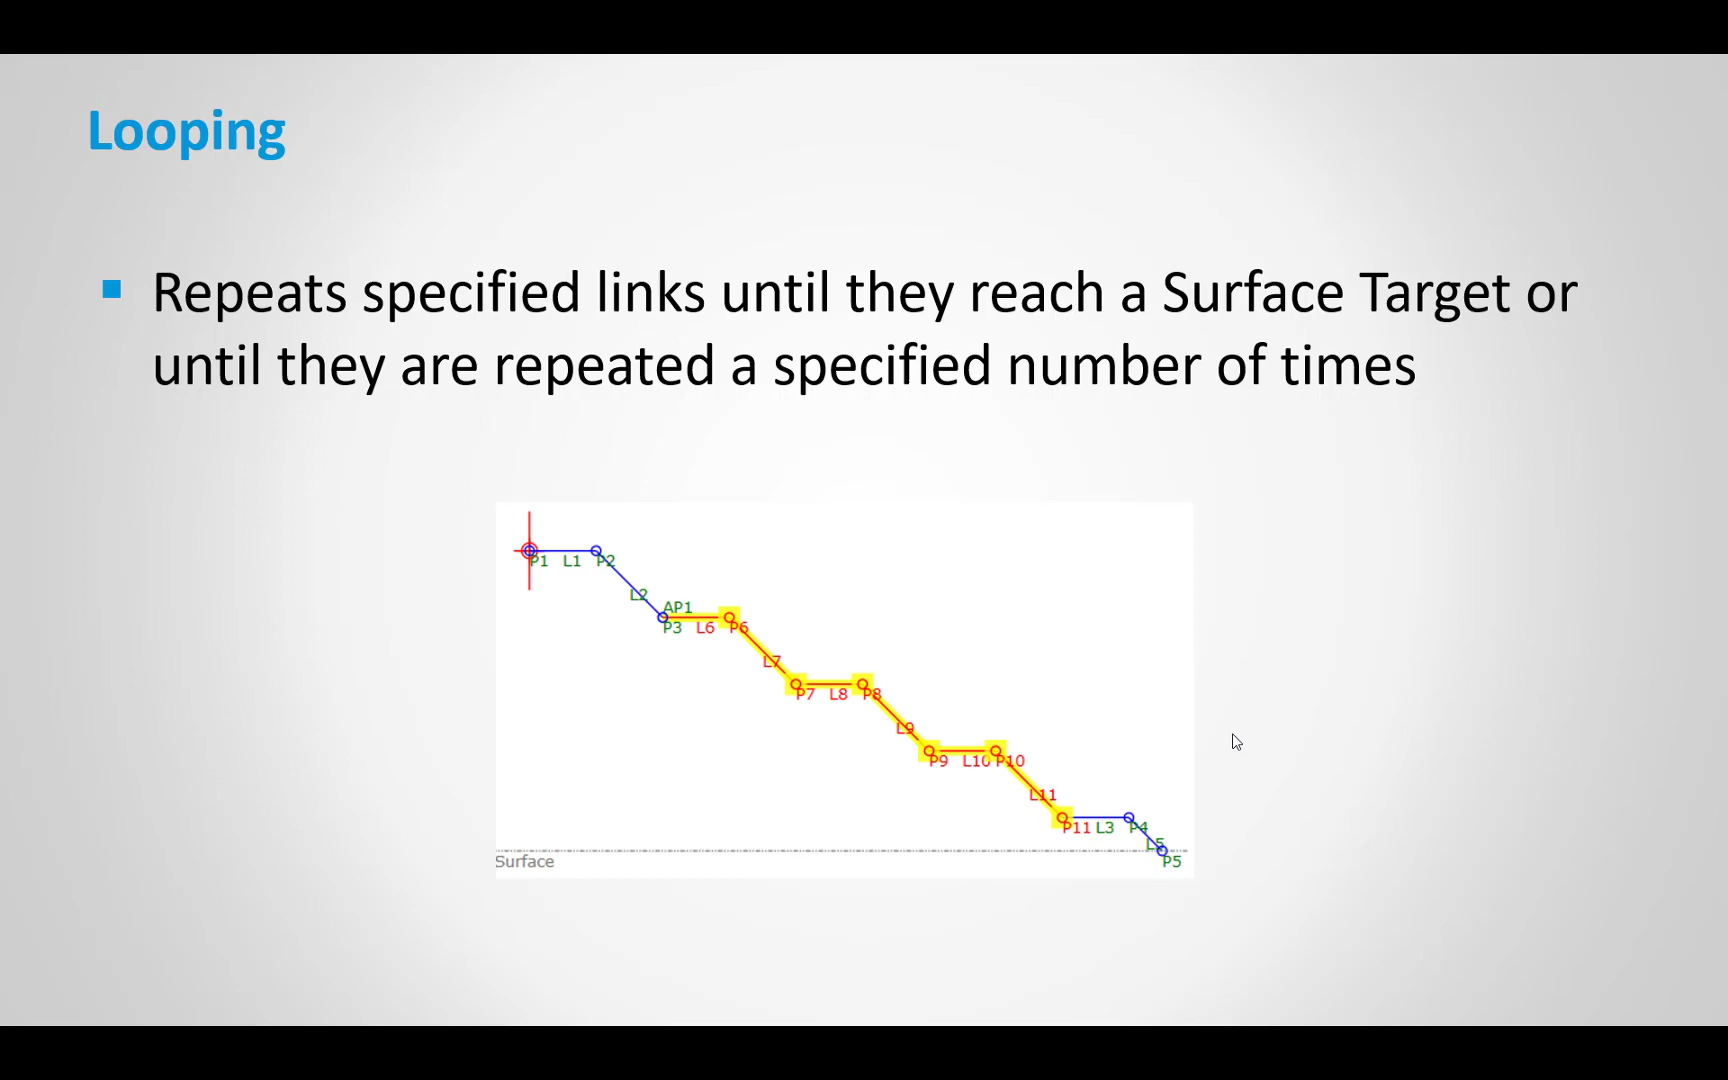 Looping
Repeats specified links until they reach a Surface Target or
until they are repeated a specified number of times
P1 L1 P2
L2
AP1
P3 L6 P6
L7
P7 L8 P8
L9
P9 L10 P10
L11
P11 L3 P4
L5
Surface
P5